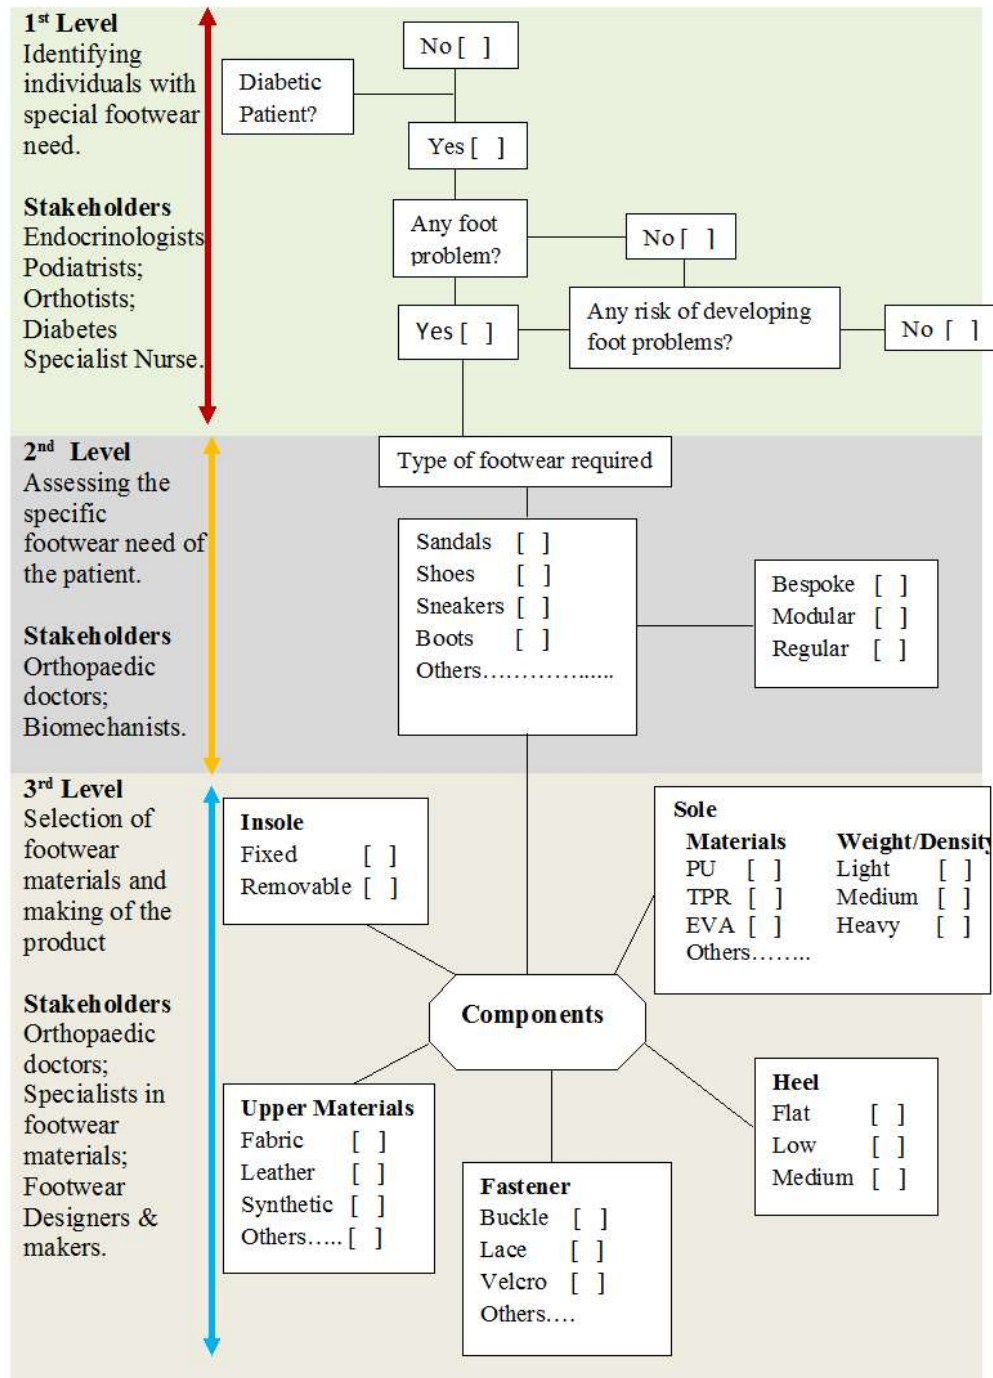 1st Level
Identifying
individuals with
special footwear
need.
Stakeholders
Endocrinologists
Podiatrists;
Orthotists;
Diabetes
Specialist Nurse.
No [ ]
Diabetic
Patient?
Yes [ ]
Any foot
problem?
No [ ]
Yes [ ]
Any risk of developing
foot problems?
No [ ]
2nd Level
Assessing the
specific
footwear need of
the patient.
Stakeholders
Orthopaedic
doctors;
Biomechanists.
Type of footwear required
Sandals [ ]
Shoes [ ]
Sneakers [ ]
Boots [ ]
Others…………......
Bespoke [ ]
Modular [ ]
Regular [ ]
3rd Level
Selection of
footwear
materials and
making of the
product
Stakeholders
Orthopaedic
doctors;
Specialists in
footwear
materials;
Footwear
Designers &
makers.
Insole
Fixed [ ]
Removable [ ]
Sole
Materials Weight/Density
PU [ ] Light [ ]
TPR [ ] Medium [ ]
EVA [ ] Heavy [ ]
Others……..
Components
Upper Materials
Fabric [ ]
Leather [ ]
Synthetic [ ]
Others….. [ ]
Fastener
Buckle [ ]
Lace [ ]
Velcro [ ]
Others….
Heel
Flat [ ]
Low [ ]
Medium [ ]